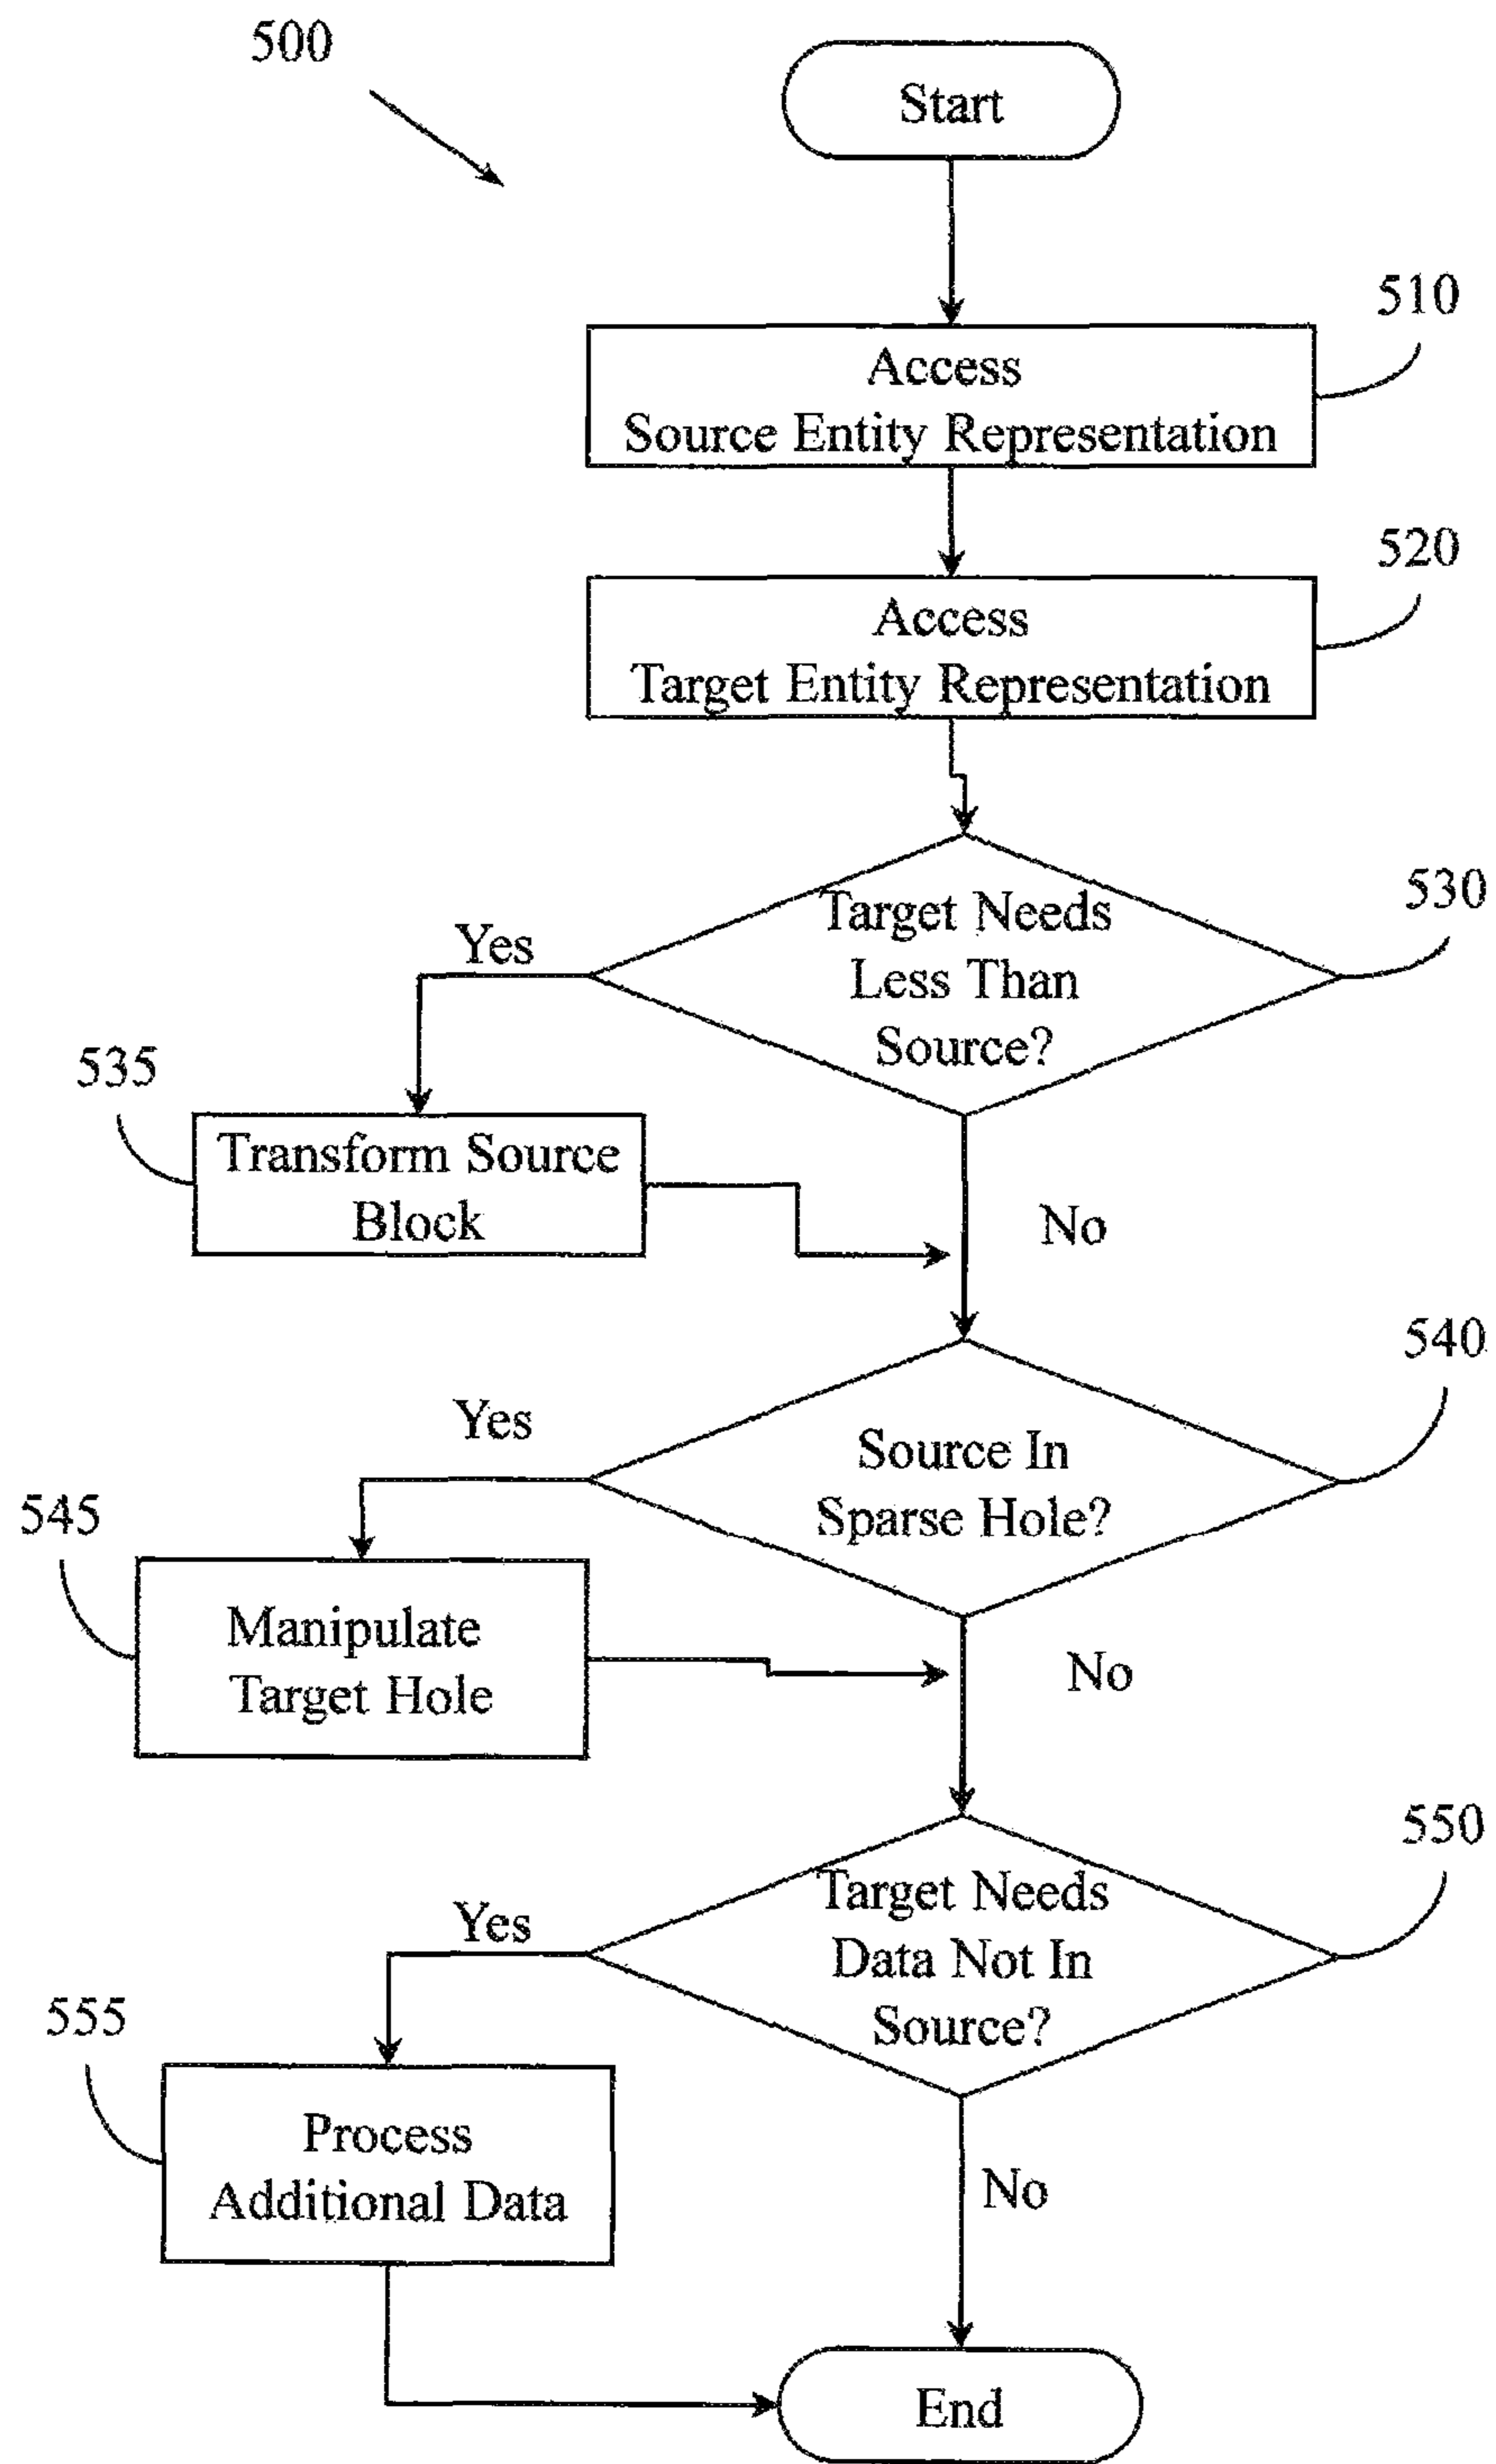 500
Start
510
Access
Source Entity Representation
520
Access
Target Entity Representation
530
Target Needs
Less Than
Source?
Yes
535
Transform Source
Block
No
540
Source In
Sparse Hole?
Yes
545
Manipulate
Target Hole
No
550
Target Needs
Data Not In
Source?
Yes
555
Process
Additional Data
No
End